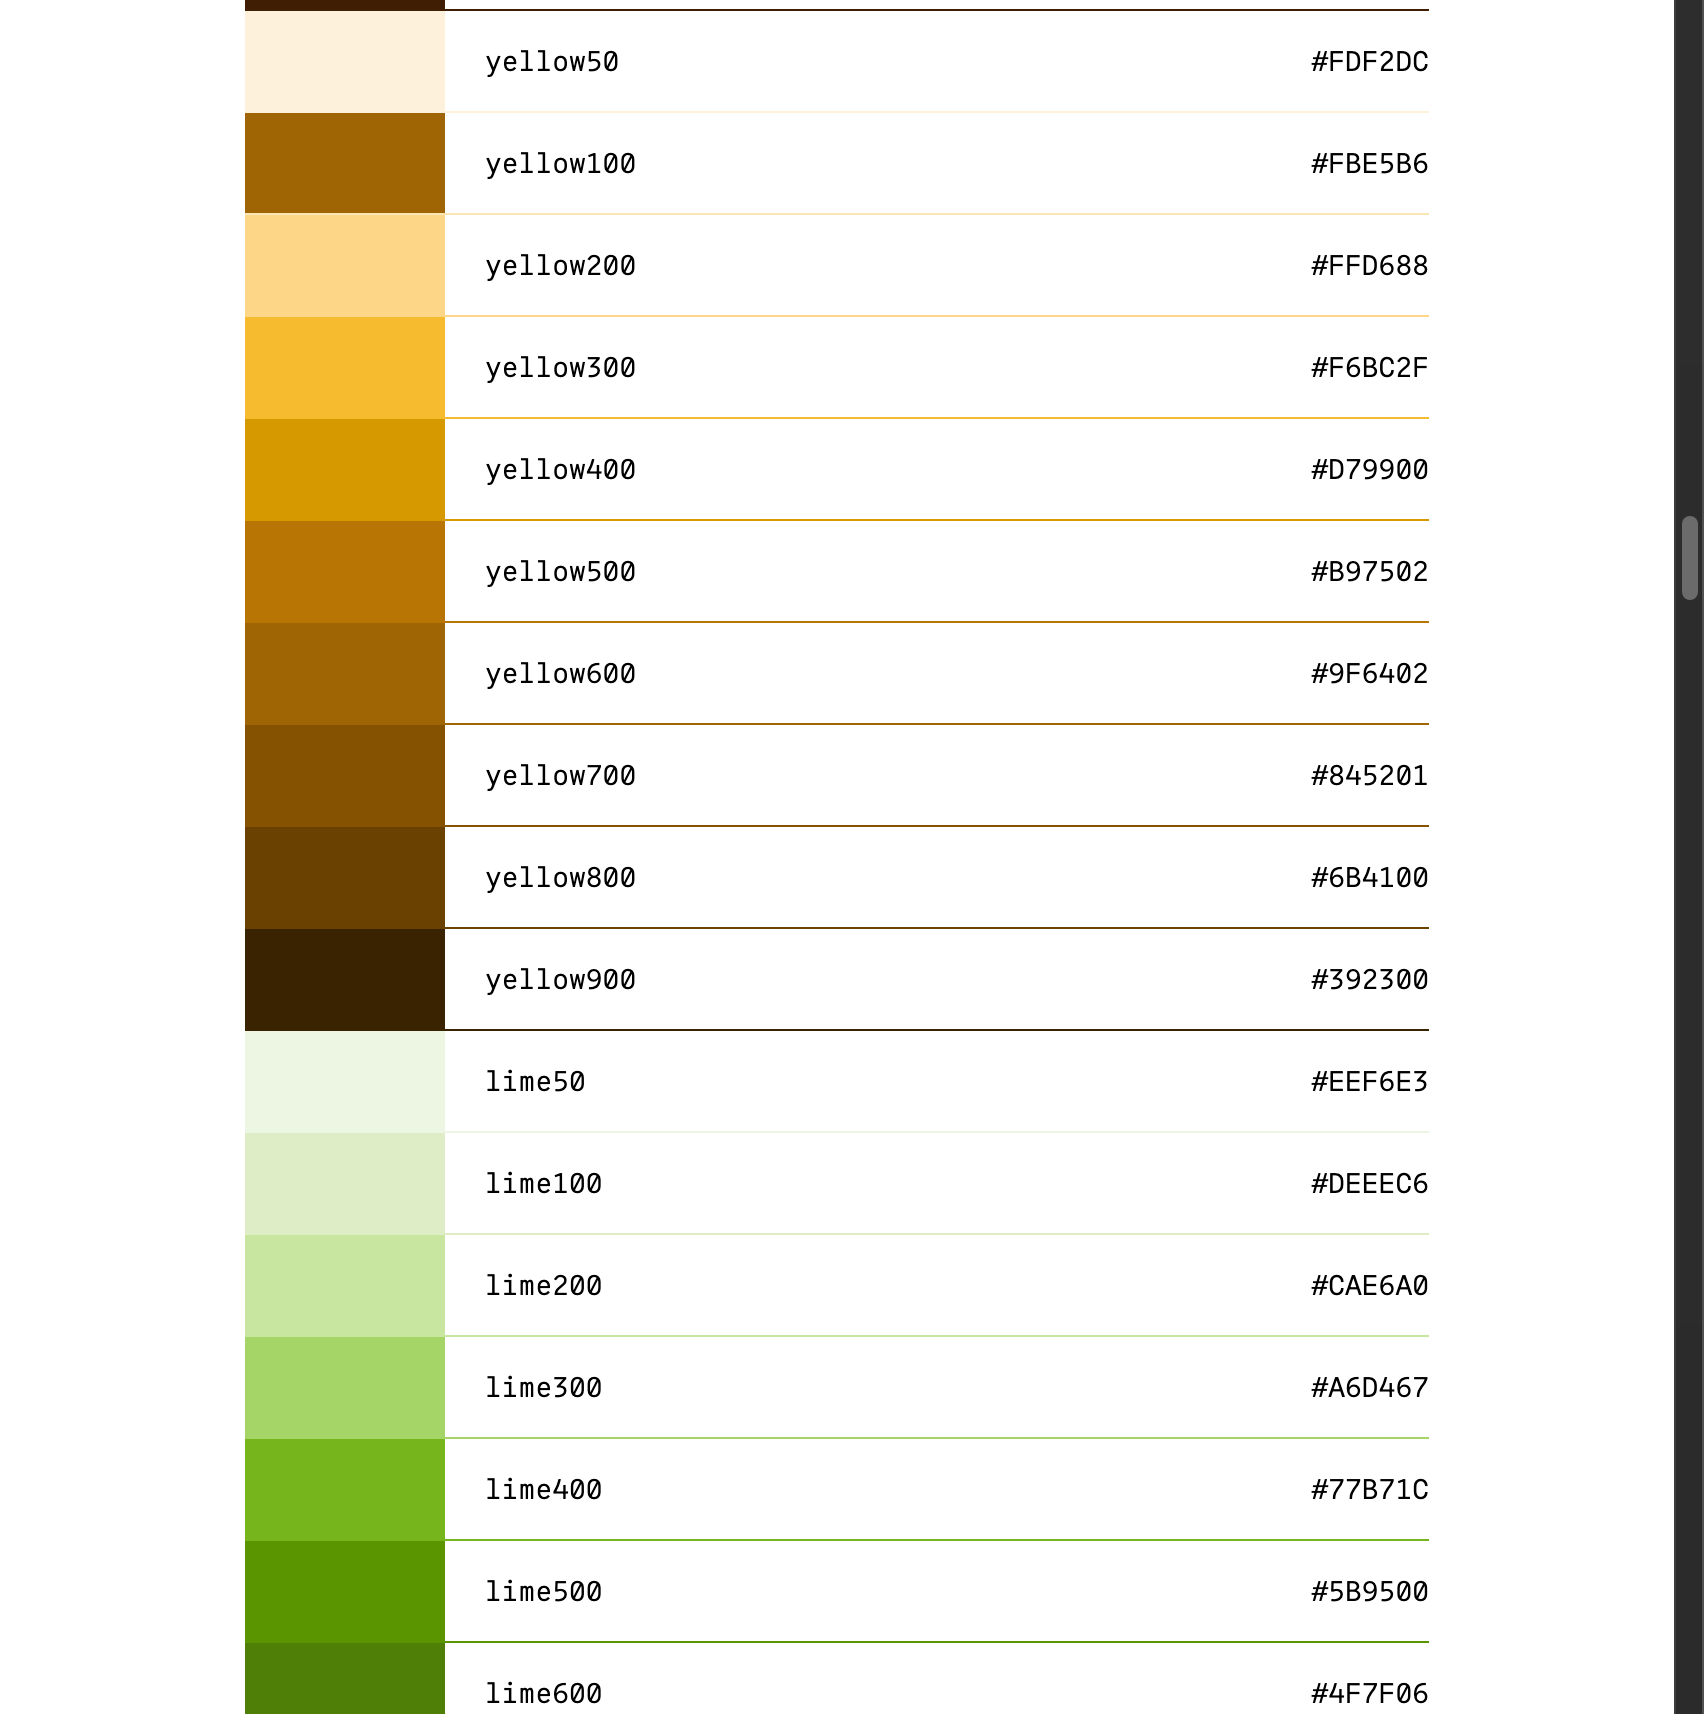 yellow50 #FDF2DC
yellow100 #FBE5B6
yellow200 #FFD688
yellow300 #F6BC2F
yellow400 #D79900
yellow500 #B97502
yellow600 #9F6402
yellow700 #845201
yellow800 #6B4100
yellow900 #392300
lime50 #EEF6E3
lime100 #DEEEC6
lime200 #CAE6A0
lime300 #A6D467
lime400 #77B71C
lime500 #5B9500
lime600 #4F7F06